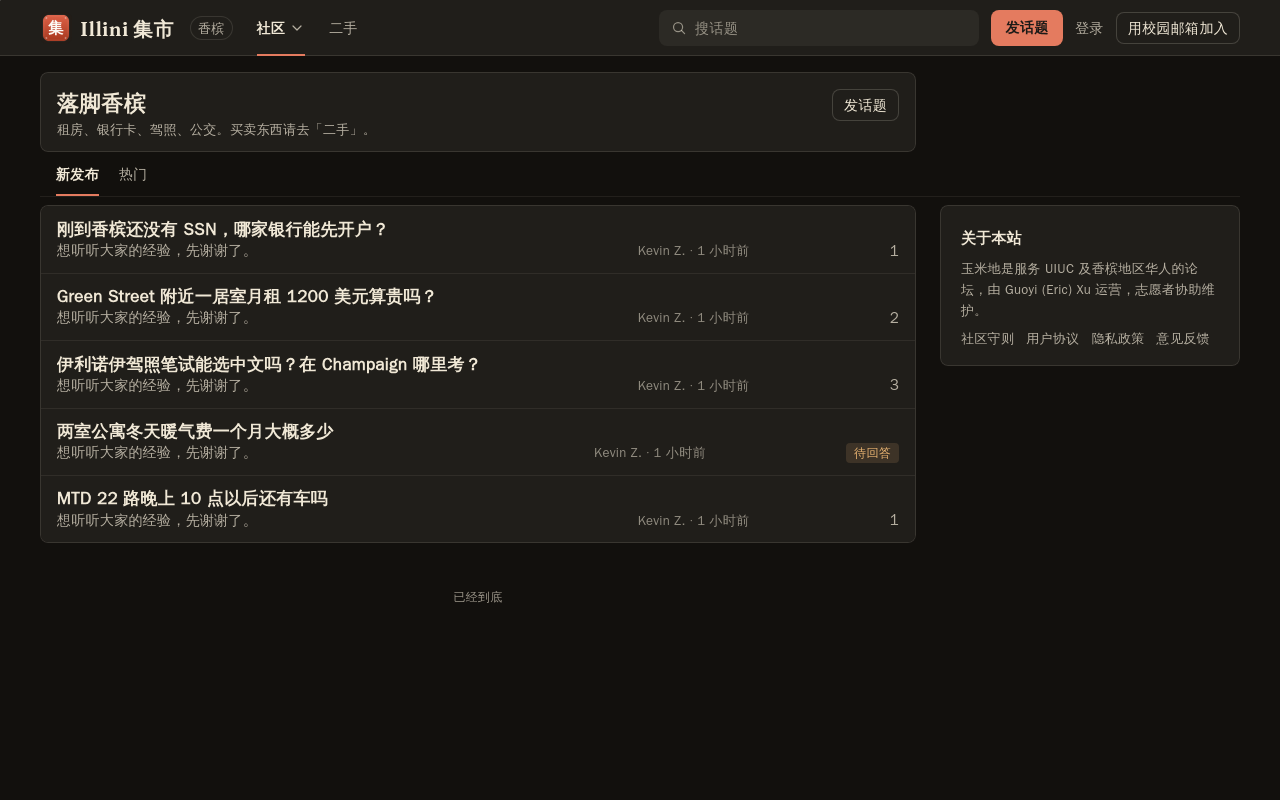 集 Illini 集市 香槟 社区 二手 搜话题 发话题 登录 用校园邮箱加入
落脚香槟
发话题
租房、银行卡、驾照、公交。买卖东西请去「二手」。
新发布 热门
刚到香槟还没有 SSN，哪家银行能先开户？
想听听大家的经验，先谢谢了。 Kevin Z. · 1 小时前 1
Green Street 附近一居室月租 1200 美元算贵吗？
想听听大家的经验，先谢谢了。 Kevin Z. · 1 小时前 2
伊利诺伊驾照笔试能选中文吗？在 Champaign 哪里考？
想听听大家的经验，先谢谢了。 Kevin Z. · 1 小时前 3
两室公寓冬天暖气费一个月大概多少
想听听大家的经验，先谢谢了。 Kevin Z. · 1 小时前 待回答
MTD 22 路晚上 10 点以后还有车吗
想听听大家的经验，先谢谢了。 Kevin Z. · 1 小时前 1
已经到底
关于本站
玉米地是服务 UIUC 及香槟地区华人的论
坛，由 Guoyi (Eric) Xu 运营，志愿者协助维
护。
社区守则 用户协议 隐私政策 意见反馈